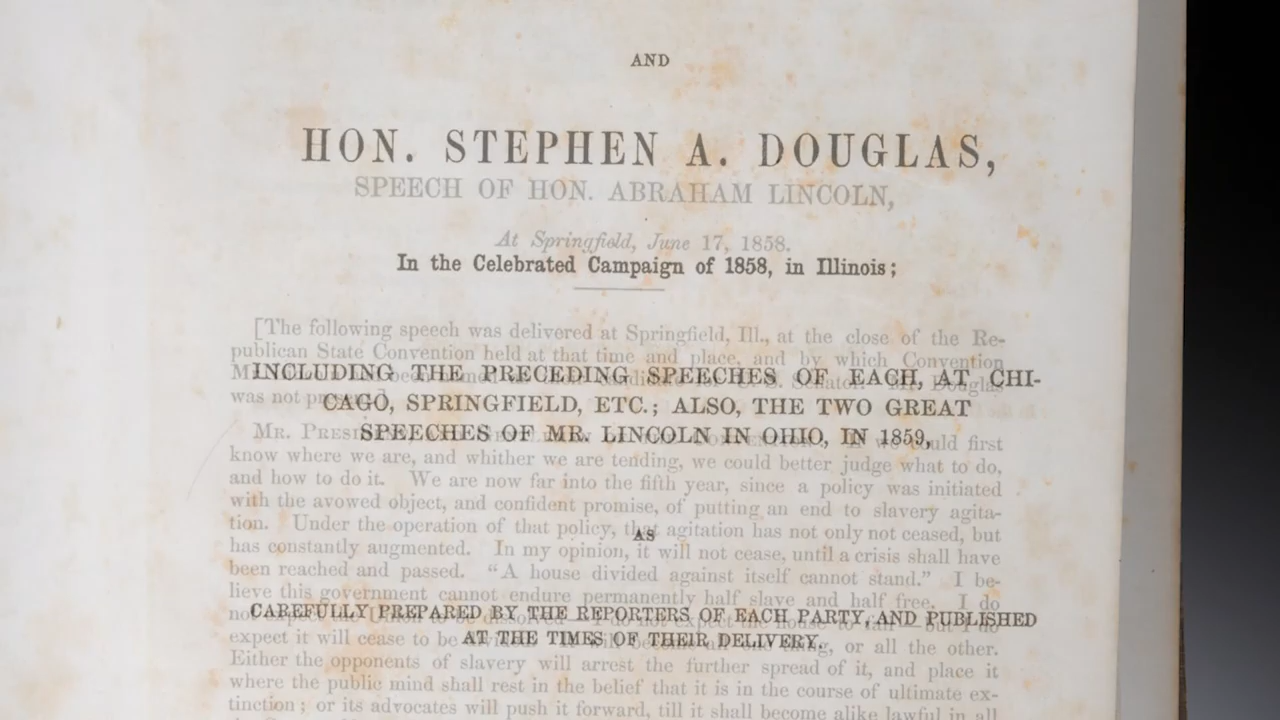 AND
HON. STEPHEN A. DOUGLAS,
SPEECH OF HON. ABRAHAM LINCOLN,
At Springfield, June 17, 1858.
In the Celebrated Campaign of 1858, in Illinois;
[The following speech was delivered at Springfield, Ill., at the close of the Re-
publican State Convention held at that time and place, and by which Convention
INCLUDING THE PRECEDING SPEECHES OF EACH, AT CHI-
Douglas
was not
CAGO, SPRINGFIELD, ETC.; ALSO, THE TWO GREAT
SPEECHES OF MR. LINCOLN IN OHIO, IN 1859,
MR. could first
know where we are, and whither we are tending, we could better judge what to do,
and how to do it. We are now far into the fifth year, since a policy was initiated
with the avowed object, and confident promise, of putting an end to slavery agita-
tion. Under the operation of that policy, that agitation has not only not ceased, but
AS
has constantly augmented. In my opinion, it will not cease, until a crisis shall have
been reached and passed. "A house divided against itself cannot stand." I be-
lieve this government cannot endure permanently half slave and half free. I do
CAREFULLY PREPARED BY THE REPORTERS OF EACH PARTY, AND PUBLISHED
AT THE TIMES OF THEIR DELIVERY.
expect it will cease to be or all the other.
Either the opponents of slavery will arrest the further spread of it, and place it
where the public mind shall rest in the belief that it is in the course of ultimate ex-
tinction; or its advocates will push it forward, till it shall become alike lawful in all